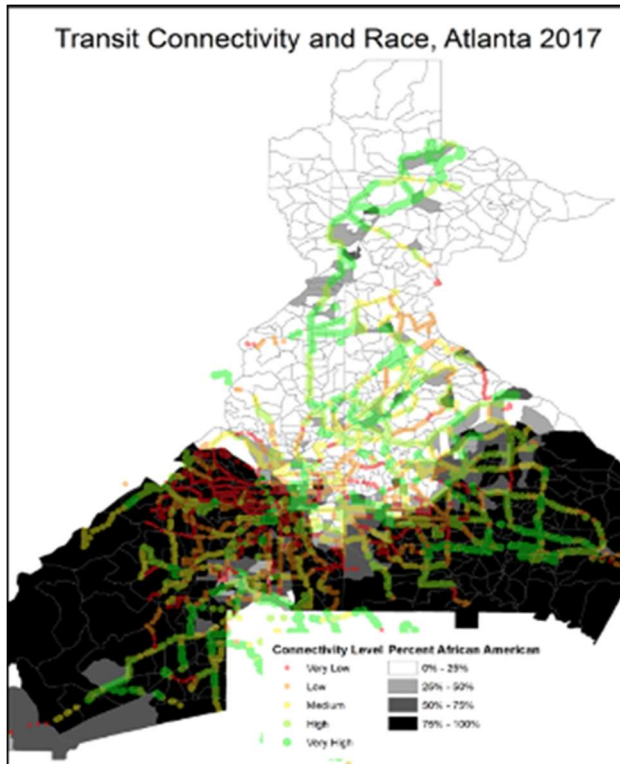 Transit Connectivity and Race, Atlanta 2017
Connectivity Level Percent African American
Very Low 0% - 25%
Low 25% - 50%
Medium 50% - 75%
High 75% - 100%
Very High